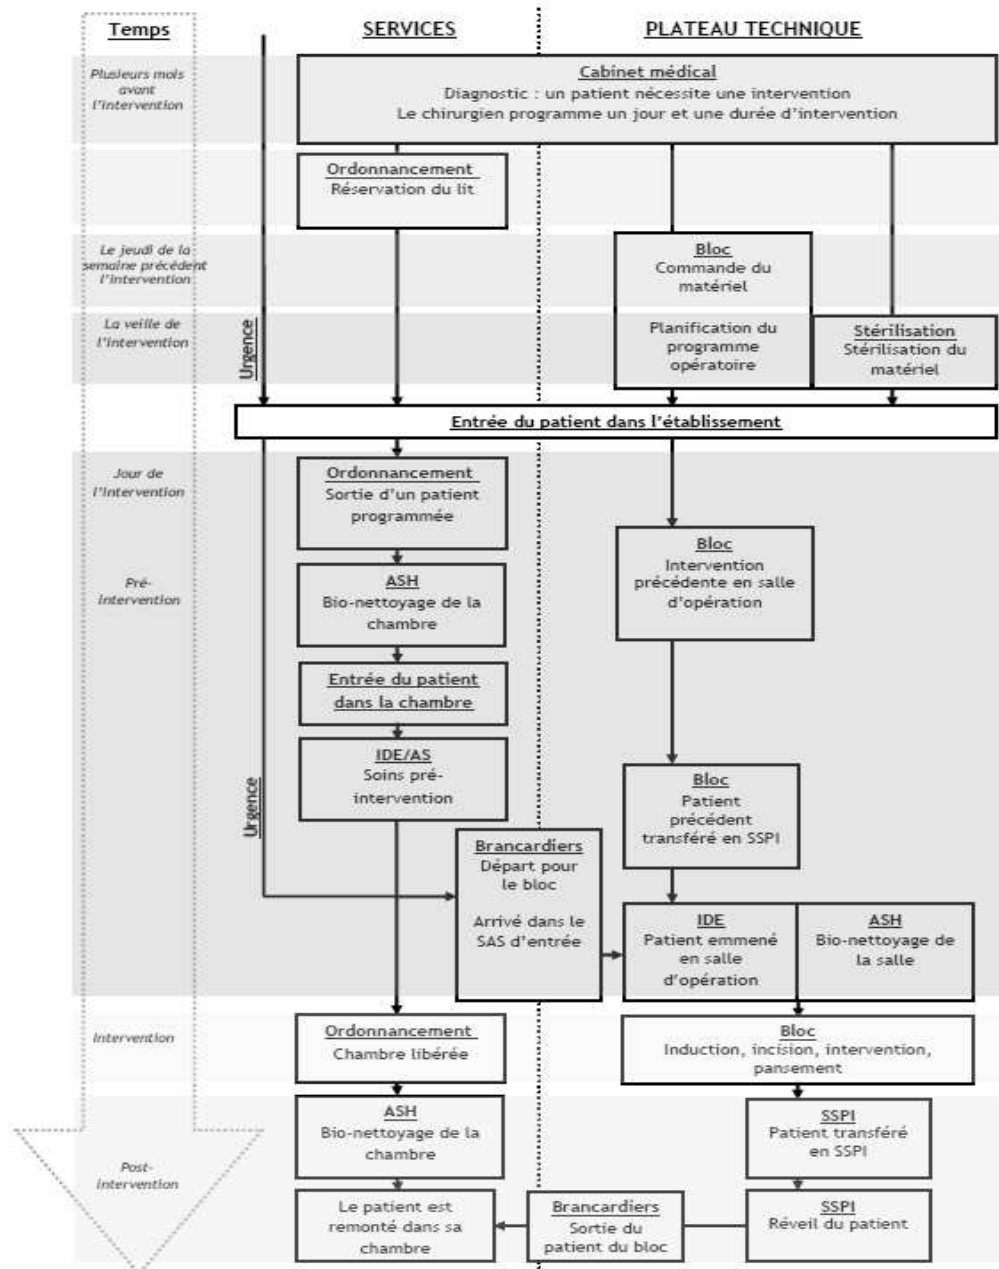 Temps
SERVICES
PLATEAU TECHNIQUE
Plusieurs mois
avant
l'intervention
Cabinet médical
Diagnostic : un patient nécessite une intervention
Le chirurgien programme un jour et une durée d'intervention
Ordonnancement
Réservation du lit
Le jeudi de la
semaine précédent
l'intervention
Bloc
Commande du
matériel
La veille de
l'intervention
Urgence
Planification du
programme
opératoire
Stérilisation
Stérilisation du
matériel
Entrée du patient dans l'établissement
Jour de
l'intervention
Ordonnancement
Sortie d'un patient
programmée
Bloc
Intervention
précédente en salle
d'opération
Pré-
intervention
ASH
Bio-nettoyage de la
chambre
Entrée du patient
dans la chambre
IDE/AS
Soins pré-
intervention
Urgence
Bloc
Patient
précédent
transféré en SSPI
Brancardiers
Départ pour
le bloc
Arrivé dans le
SAS d'entrée
IDE
Patient emmené
en salle
d'opération
ASH
Bio-nettoyage de
la salle
Intervention
Ordonnancement
Chambre libérée
Bloc
Induction, incision, intervention,
pansement
ASH
Bio-nettoyage de la
chambre
SSPI
Patient transféré
en SSPI
Post-
intervention
Le patient est
remonté dans sa
chambre
Brancardiers
Sortie du
patient du bloc
SSPI
Réveil du patient